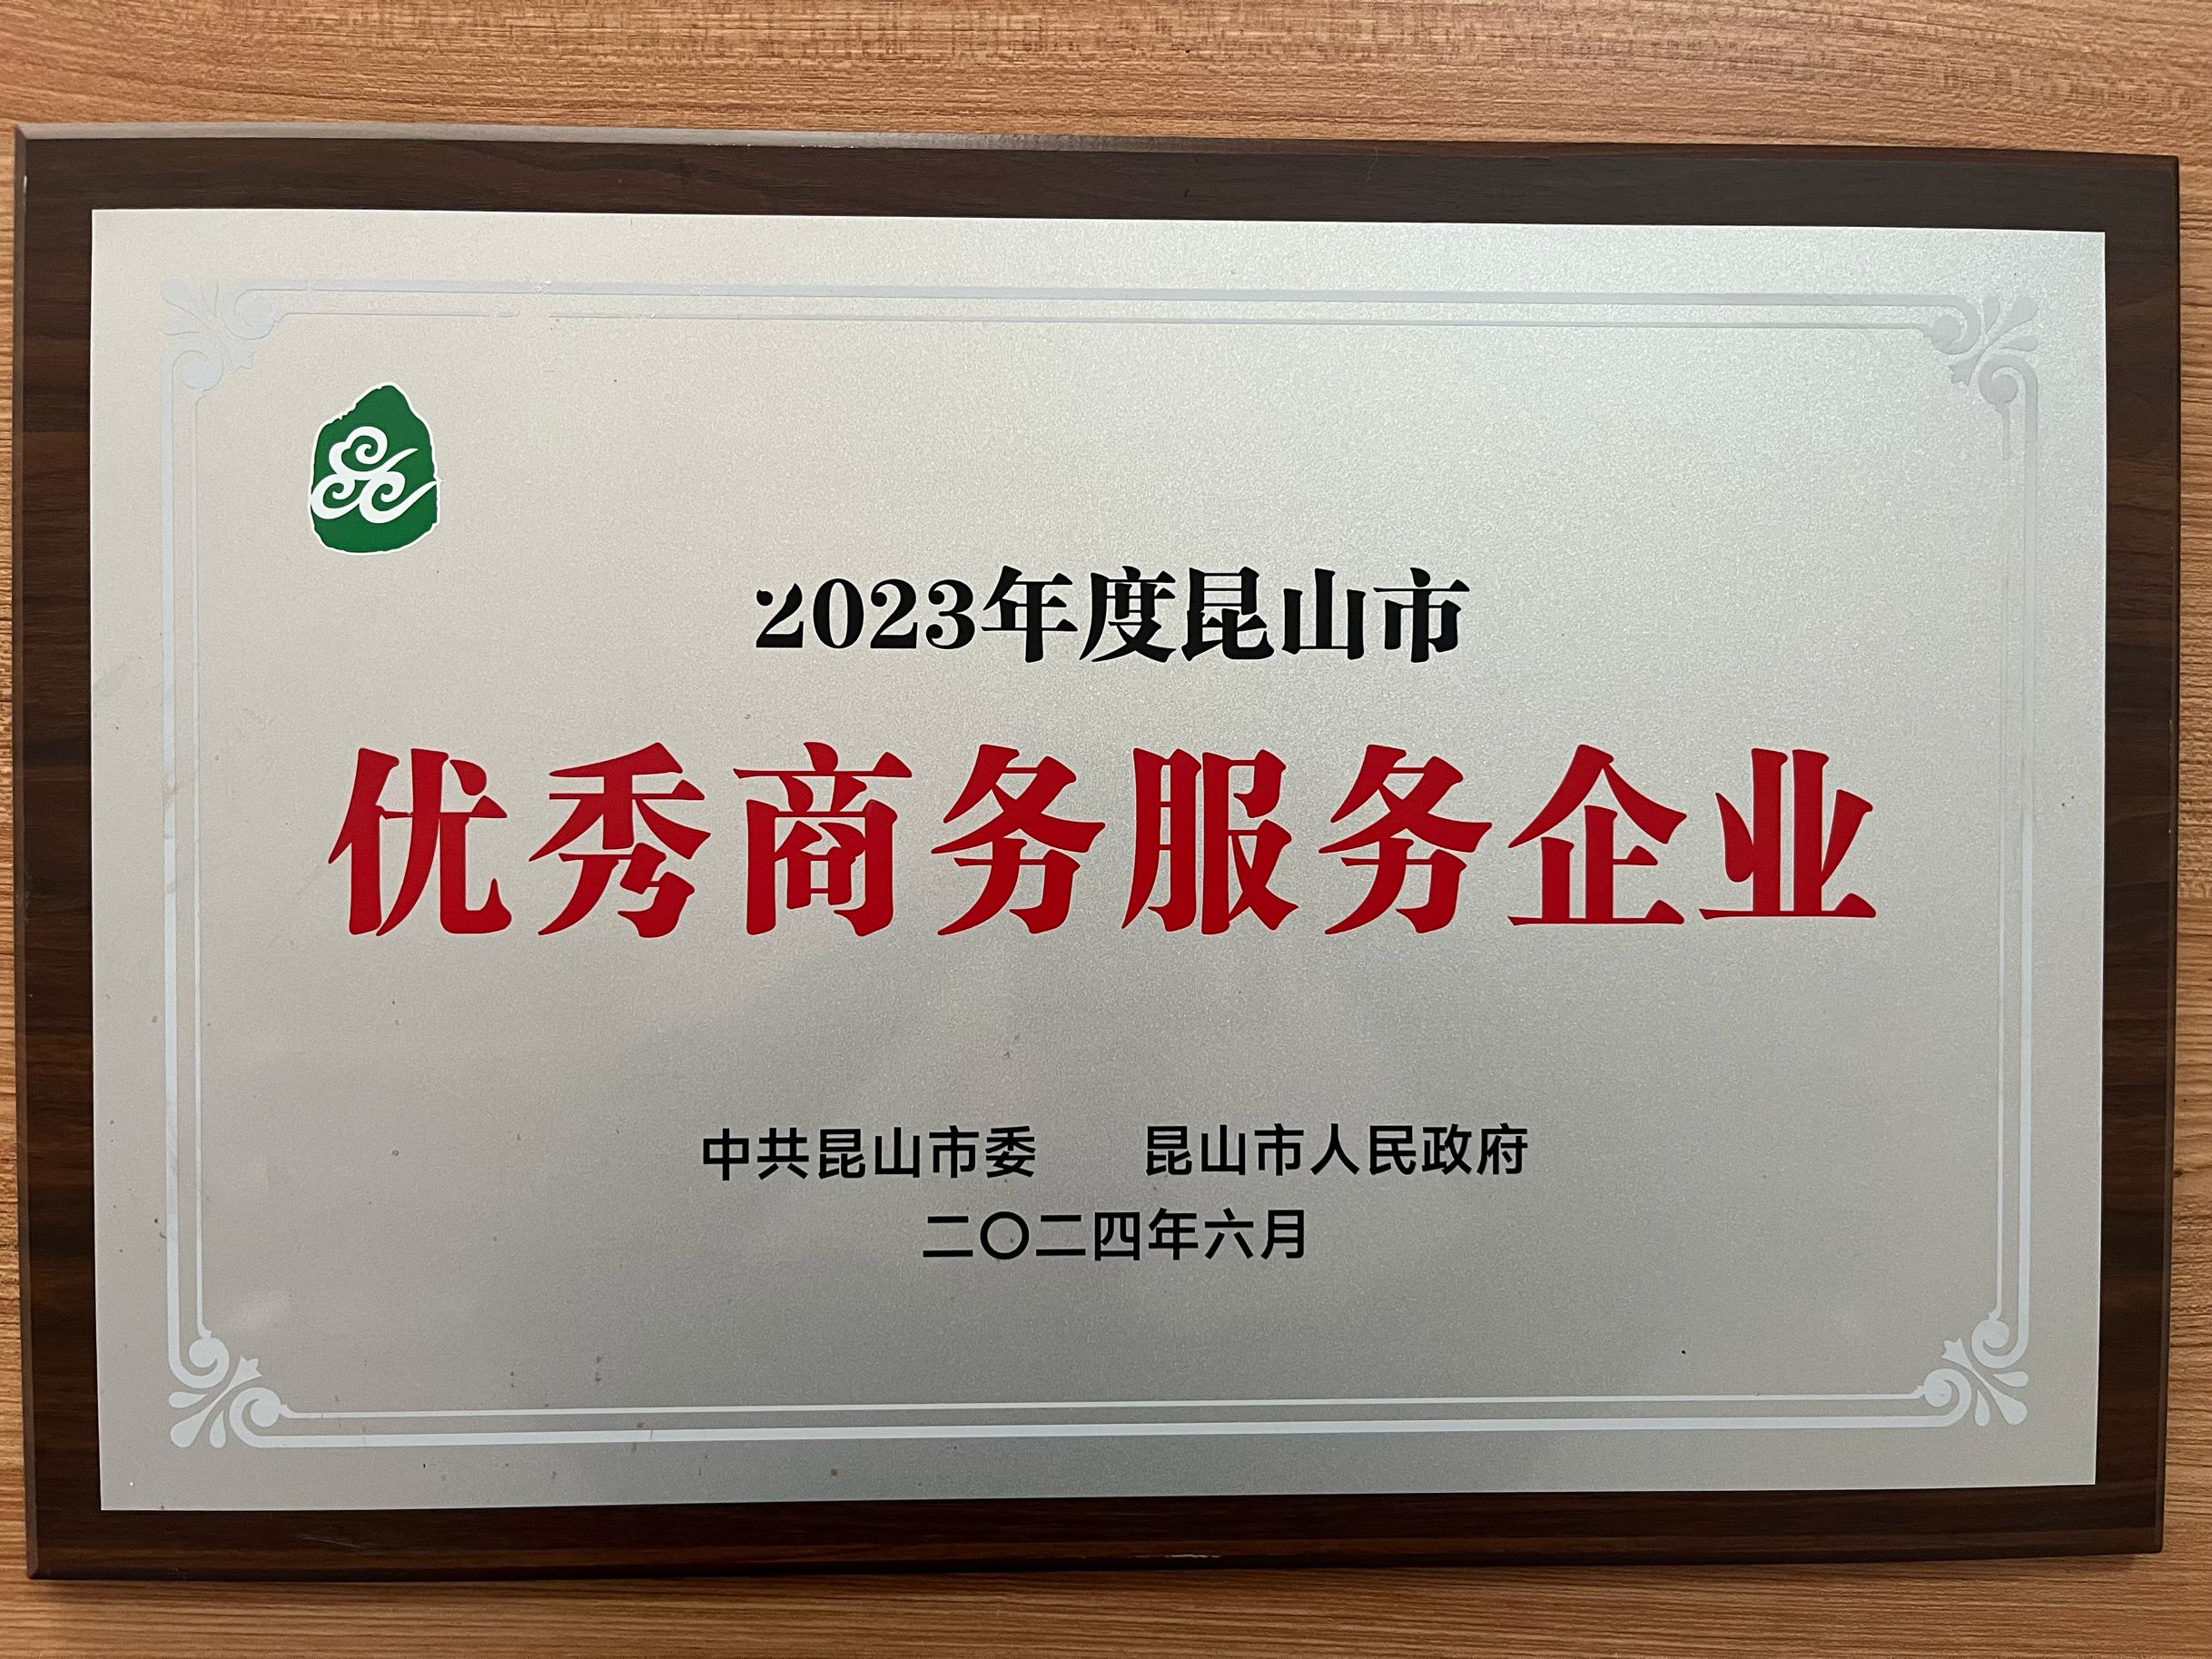 2023年度昆山市
优秀商务服务企业
中共昆山市委 昆山市人民政府
二〇二四年六月